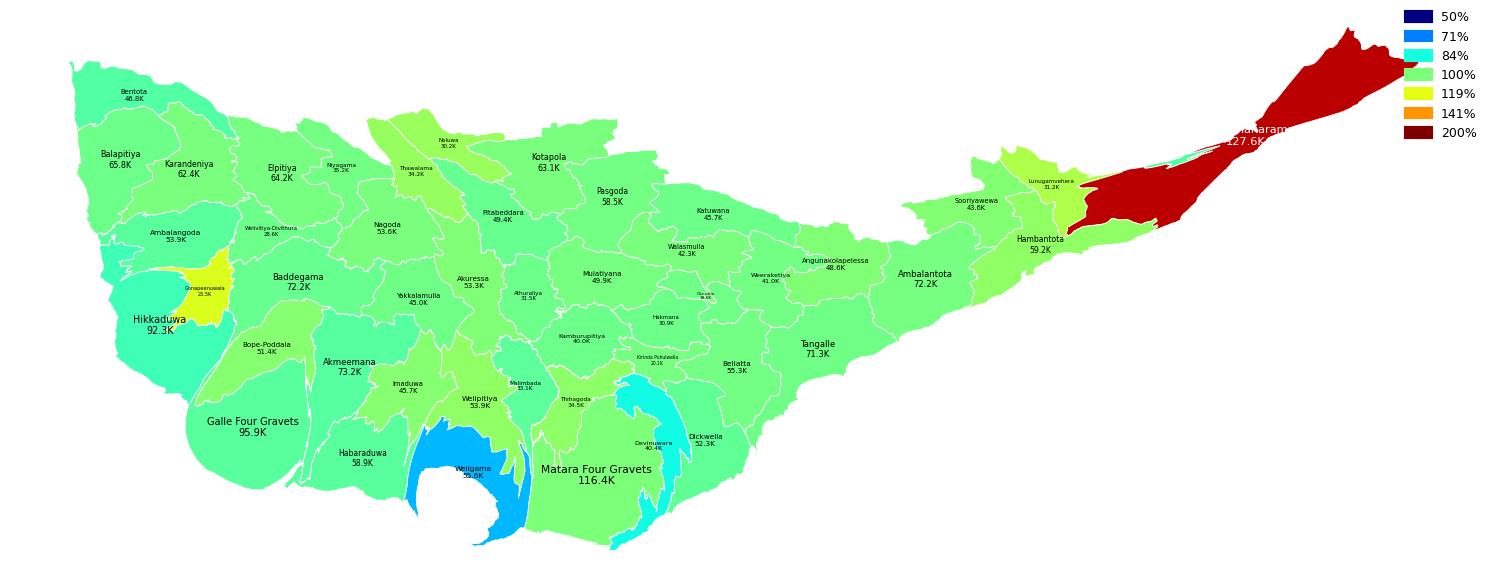 50%
71%
84%
100%
119%
141%
200%
Bentota
46.8K
Balapitiya
65.8K
Karandeniya
62.4K
Elpitiya
64.2K
Niyagama
35.2K
Thawalama
34.2K
Neluwa
30.2K
Kotapola
63.1K
Pasgoda
58.5K
Pitabeddara
49.4K
Katuwana
45.7K
Ambalangoda
53.9K
Welivitiya-Divithura
28.6K
Nagoda
53.6K
Walasmulla
42.3K
Angunakolapelessa
48.6K
Sooriyawewa
43.6K
Lunugamvehera
31.2K
127.6K
Hambantota
59.2K
Ambalantota
72.2K
Weeraketiya
41.0K
Mulatiyana
49.9K
Akuressa
53.3K
Athuraliya
31.5K
Yakkalamulla
45.0K
Baddegama
72.2K
Gonapeenuwala
Hikkaduwa
92.3K
Bope-Poddala
51.4K
Akmeemana
73.2K
Imaduwa
45.7K
Welipitiya
53.9K
Malimbada
33.1K
Kamburupitiya
40.0K
Hakmana
30.9K
Kirinda Puhulwella
20.1K
Beliatta
55.3K
Tangalle
71.3K
Thihagoda
34.5K
Galle Four Gravets
95.9K
Habaraduwa
58.9K
Weligama
55.6K
Matara Four Gravets
116.4K
Devinuwara
40.4K
Dickwella
52.3K